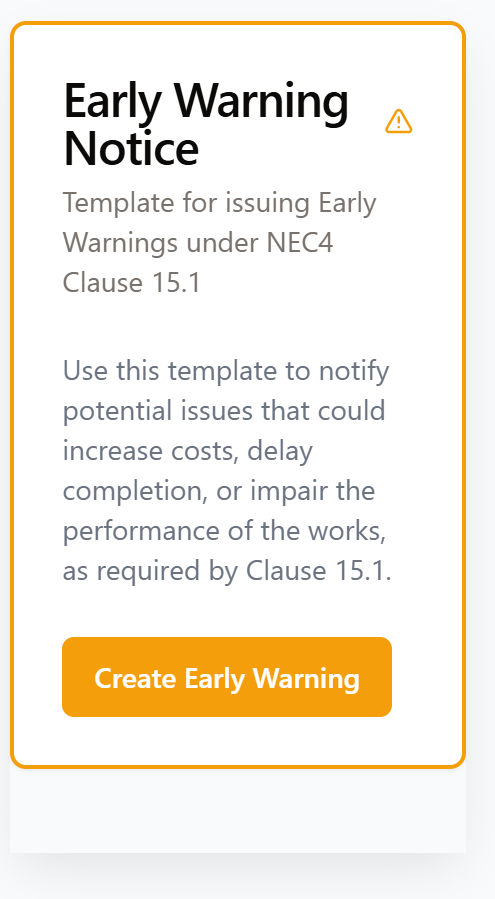 Early Warning
Notice
Template for issuing Early
Warnings under NEC4
Clause 15.1
Use this template to notify
potential issues that could
increase costs, delay
completion, or impair the
performance of the works,
as required by Clause 15.1.
Create Early Warning